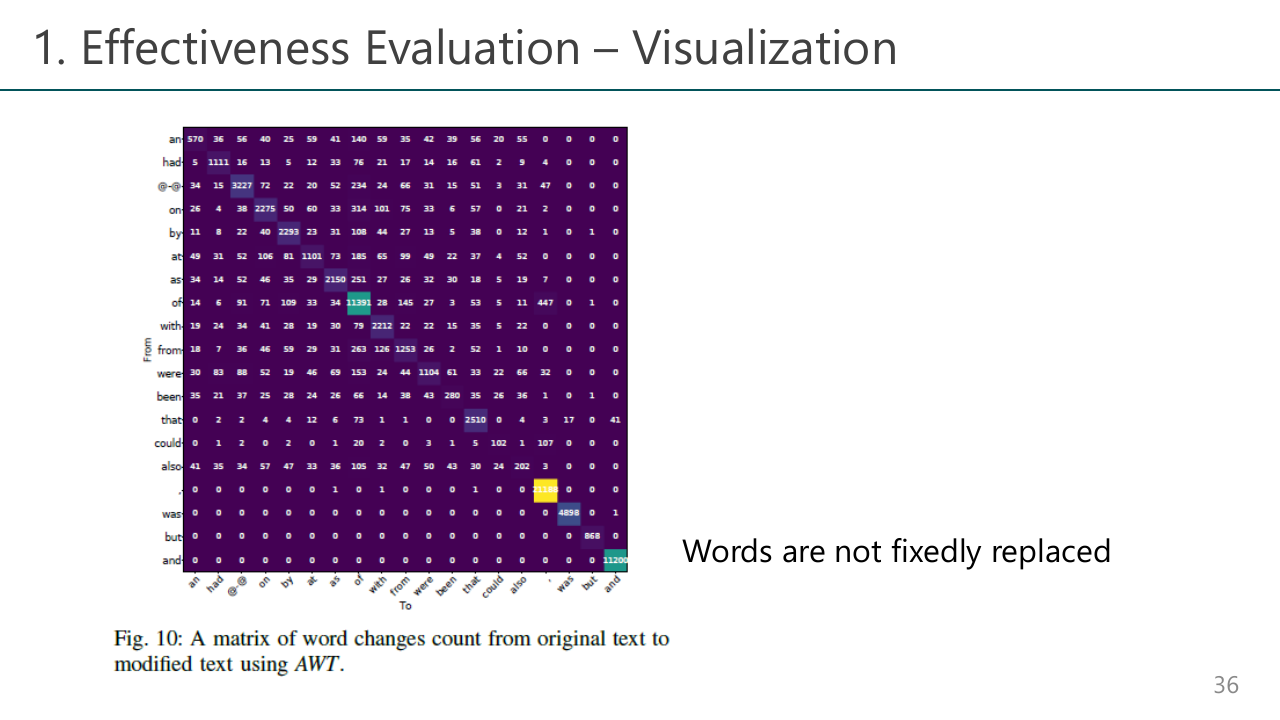 1. Effectiveness Evaluation – Visualization
an 570 36 56 40 25 59 41 140 59 35 42 39 56 20 55 0 0 0 0
had 5 1111 16 13 5 12 33 76 21 17 14 16 61 2 9 4 0 0 0
@-@ 34 15 3227 72 22 20 52 234 24 66 31 15 51 3 31 47 0 0 0
on 26 4 38 2275 50 60 33 314 101 75 33 6 57 0 21 2 0 0 0
by 11 8 22 40 2293 23 31 108 44 27 13 5 38 0 12 1 0 1 0
at 49 31 52 106 81 1101 73 185 65 99 49 22 37 4 52 0 0 0 0
as 34 14 52 46 35 29 2150 251 27 26 32 30 18 5 19 7 0 0 0
of 14 6 91 71 109 33 34 11391 28 145 27 3 53 5 11 447 0 1 0
with 19 24 34 41 28 19 30 79 2212 22 22 15 35 5 22 0 0 0 0
From
from 18 7 36 46 59 29 31 263 126 1253 26 2 52 1 10 0 0 0 0
were 30 83 88 52 19 46 69 153 24 44 1104 61 33 22 66 32 0 0 0
been 35 21 37 25 28 24 26 66 14 38 43 280 35 26 36 1 0 1 0
that 0 2 2 4 4 12 6 73 1 1 0 0 2510 0 4 3 17 0 41
could 0 1 2 0 2 0 1 20 2 0 3 1 5 102 1 107 0 0 0
also 41 35 34 57 47 33 36 105 32 47 50 43 30 24 202 3 0 0 0
, 0 0 0 0 0 0 1 0 1 0 0 0 1 0 0 0 0 0
was 0 0 0 0 0 0 0 0 0 0 0 0 0 0 0 0 4898 0 1
but 0 0 0 0 0 0 0 0 0 0 0 0 0 0 0 0 0 868 0
and 0 0 0 0 0 0 0 0 0 0 0 0 0 0 0 0 0 0 11200
an had @-@ on by at as of with from were been that could also , was but and
To
Words are not fixedly replaced
Fig. 10: A matrix of word changes count from original text to
modified text using AWT.
36